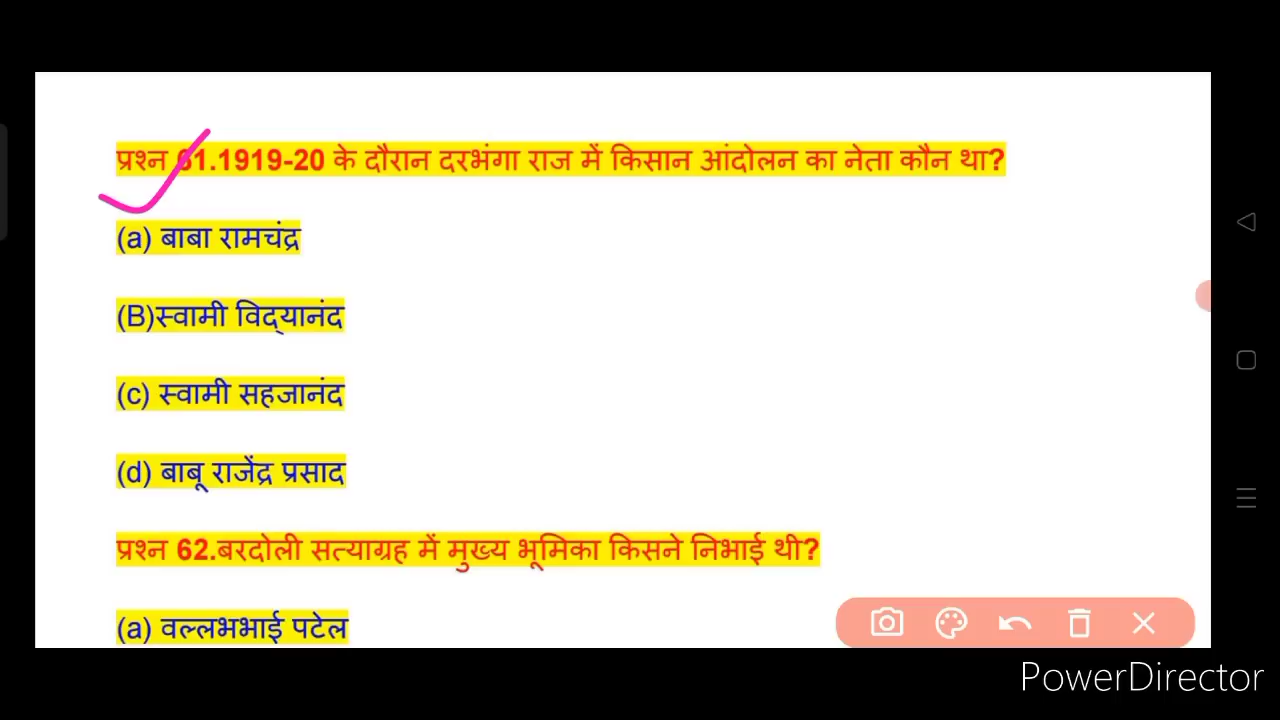 प्रश्न 61.1919-20 के दौरान दरभंगा राज में किसान आंदोलन का नेता कौन था?
(a) बाबा रामचंद्र
(B)स्वामी विद्यानंद
(c) स्वामी सहजानंद
(d) बाबू राजेंद्र प्रसाद
प्रश्न 62.बरदोली सत्याग्रह में मुख्य भूमिका किसने निभाई थी?
(a) वल्लभभाई पटेल
PowerDirector